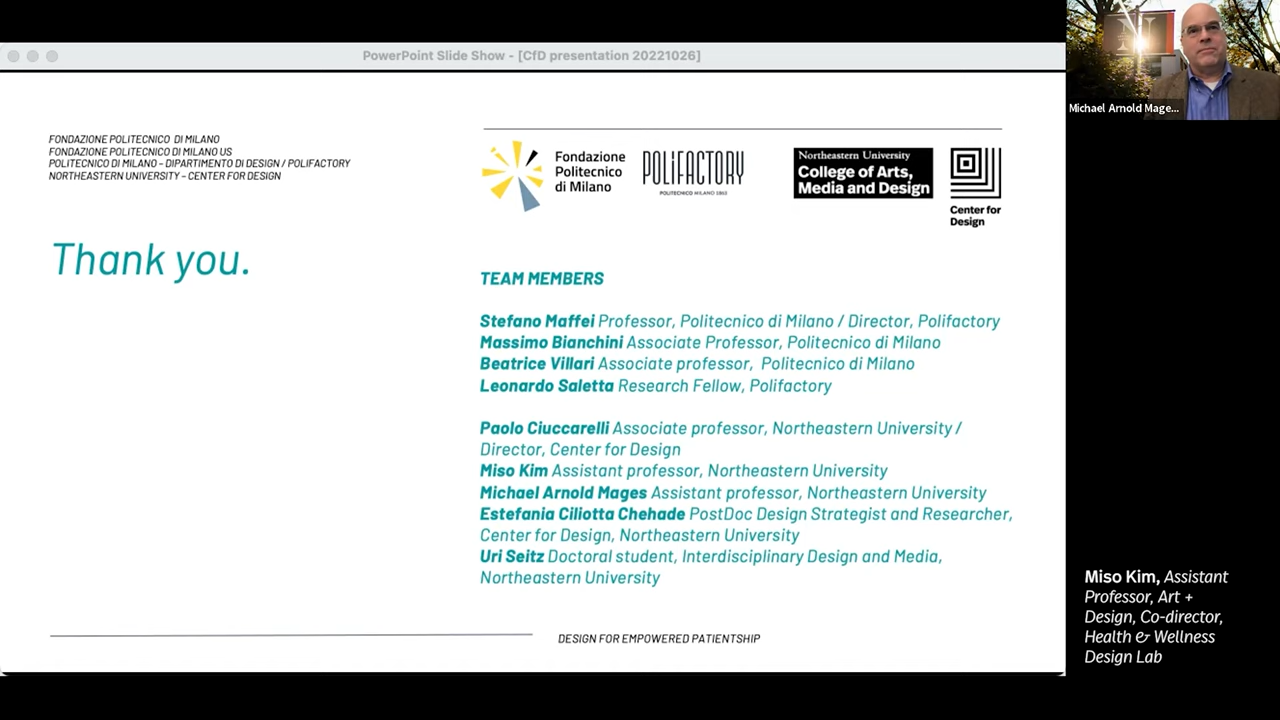 PowerPoint Slide Show - [CfD presentation 20221026]
Michael Arnold Mage...
FONDAZIONE POLITECNICO DI MILANO
FONDAZIONE POLITECNICO DI MILANO US
POLITECNICO DI MILANO – DIPARTIMENTO DI DESIGN / POLIFACTORY
NORTHEASTERN UNIVERSITY – CENTER FOR DESIGN
Fondazione
Politecnico
di Milano
POLIFACTORY
POLITECNICO MILANO 1863
Northeastern University
College of Arts,
Media and Design
Center for
Design
Thank you.
TEAM MEMBERS
Stefano Maffei Professor, Politecnico di Milano / Director, Polifactory
Massimo Bianchini Associate Professor, Politecnico di Milano
Beatrice Villari Associate professor, Politecnico di Milano
Leonardo Saletta Research Fellow, Polifactory
Paolo Ciuccarelli Associate professor, Northeastern University /
Director, Center for Design
Miso Kim Assistant professor, Northeastern University
Michael Arnold Mages Assistant professor, Northeastern University
Estefania Ciliotta Chehade PostDoc Design Strategist and Researcher,
Center for Design, Northeastern University
Uri Seitz Doctoral student, Interdisciplinary Design and Media,
Northeastern University
DESIGN FOR EMPOWERED PATIENTSHIP
Miso Kim, Assistant
Professor, Art +
Design, Co-director,
Health & Wellness
Design Lab
N